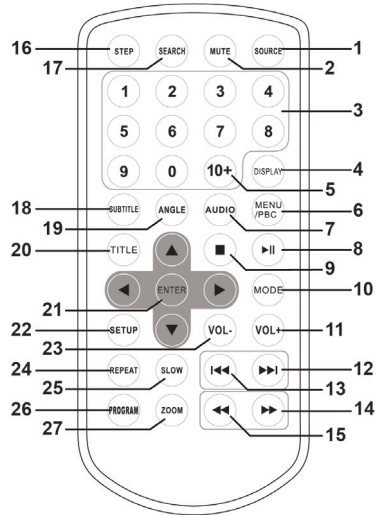 16 STEP SEARCH MUTE SOURCE 1
17 2
1 2 3 4
3
5 6 7 8
9 0 10+ DISPLAY 4
5
18 SUBTITLE ANGLE AUDIO MENU /PBC 6
19 7
20 TITLE 8
9
ENTER MODE 10
21
22 SETUP VOL- VOL+ 11
23
24 REPEAT SLOW 12
25 13
26 PROGRAM ZOOM 14
27 15